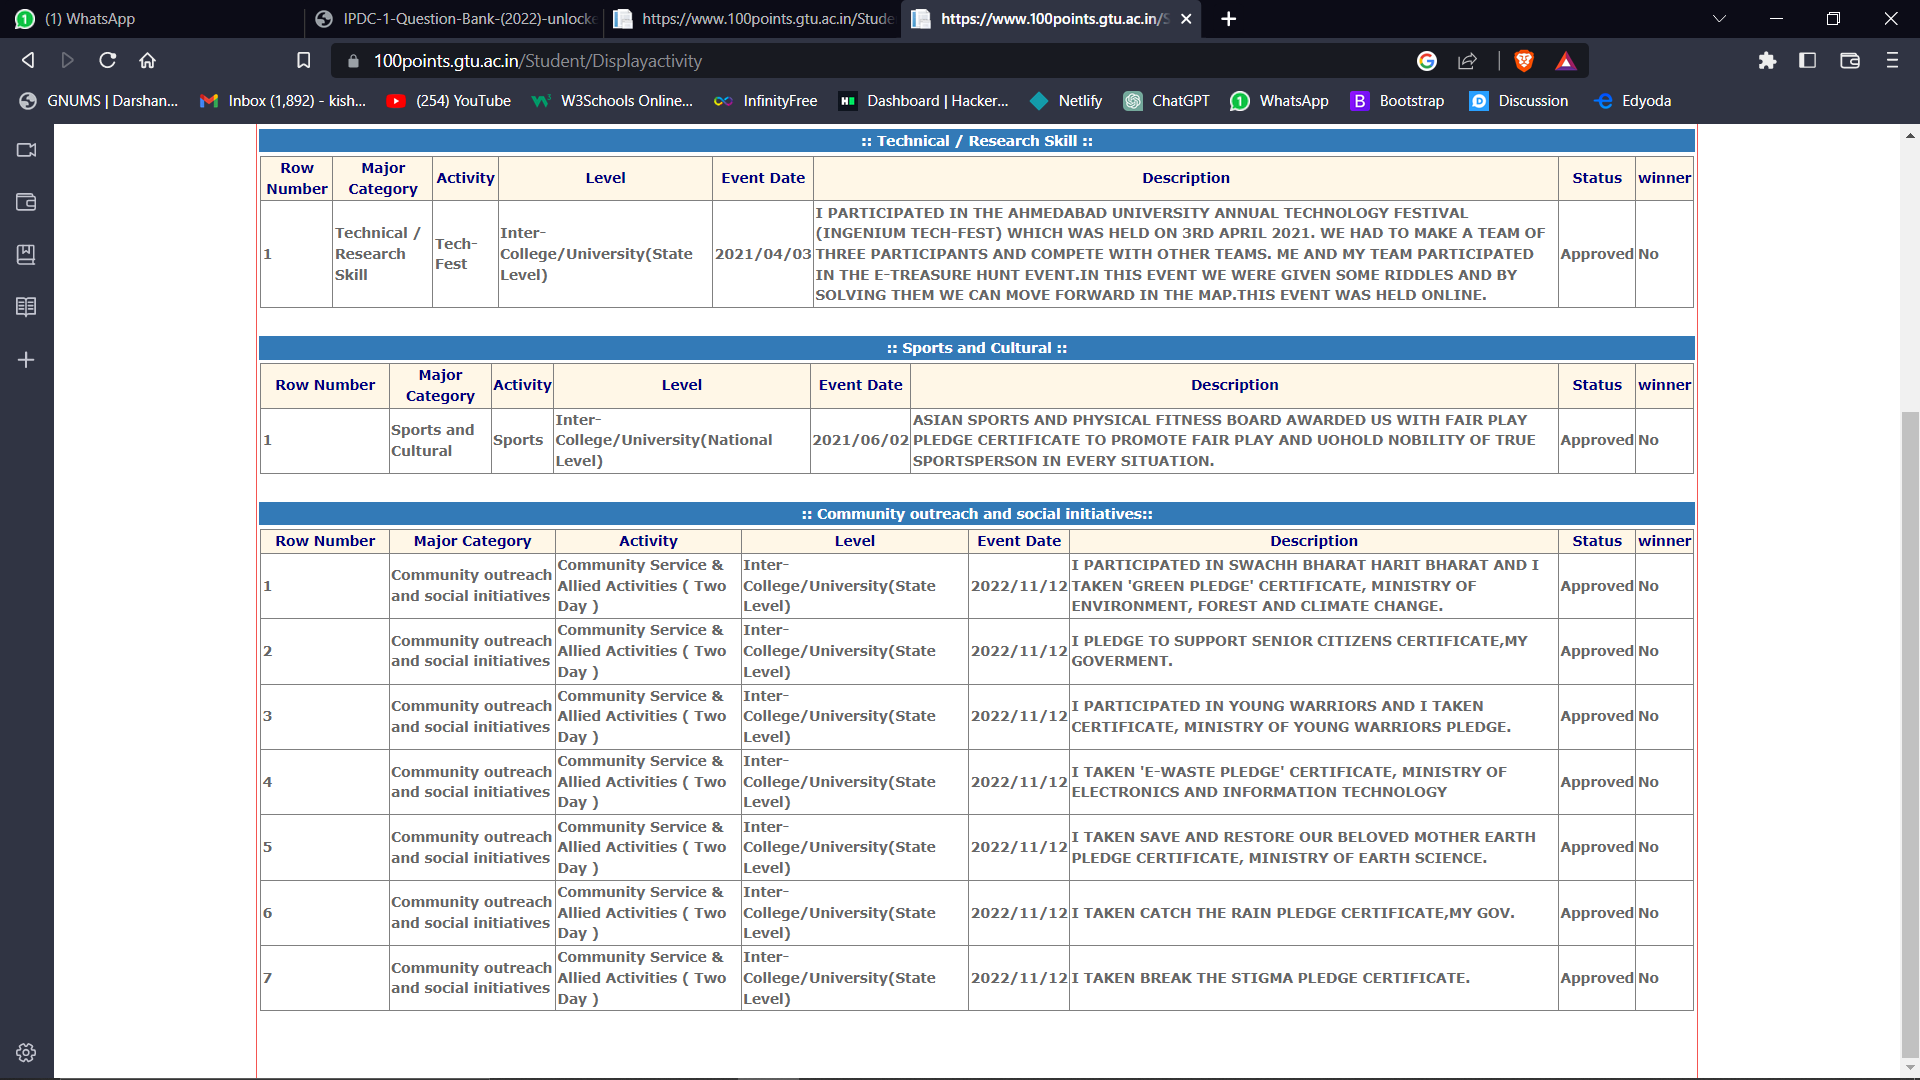 (1) WhatsApp
IPDC-1-Question-Bank-(2022)-unlocke
https://www.100points.gtu.ac.in/Stude
https://www.100points.gtu.ac.in/S
100points.gtu.ac.in/Student/Displayactivity
GNUMS | Darshan...
Inbox (1,892) - kish...
(254) YouTube
W3Schools Online...
InfinityFree
Dashboard | Hacker...
Netlify
ChatGPT
WhatsApp
Bootstrap
Discussion
Edyoda
:: Technical / Research Skill ::
Row
Number
Major
Category
Activity
Level
Event Date
Description
Status
winner
1
Technical /
Research
Skill
Tech-
Fest
Inter-
College/University(State
Level)
2021/04/03
I PARTICIPATED IN THE AHMEDABAD UNIVERSITY ANNUAL TECHNOLOGY FESTIVAL
(INGENIUM TECH-FEST) WHICH WAS HELD ON 3RD APRIL 2021. WE HAD TO MAKE A TEAM OF
THREE PARTICIPANTS AND COMPETE WITH OTHER TEAMS. ME AND MY TEAM PARTICIPATED
IN THE E-TREASURE HUNT EVENT.IN THIS EVENT WE WERE GIVEN SOME RIDDLES AND BY
SOLVING THEM WE CAN MOVE FORWARD IN THE MAP.THIS EVENT WAS HELD ONLINE.
Approved
No
:: Sports and Cultural ::
Row Number
Major
Category
Activity
Level
Event Date
Description
Status
winner
1
Sports and
Cultural
Sports
Inter-
College/University(National
Level)
2021/06/02
ASIAN SPORTS AND PHYSICAL FITNESS BOARD AWARDED US WITH FAIR PLAY
PLEDGE CERTIFICATE TO PROMOTE FAIR PLAY AND UOHOLD NOBILITY OF TRUE
SPORTSPERSON IN EVERY SITUATION.
Approved
No
:: Community outreach and social initiatives::
Row Number
Major Category
Activity
Level
Event Date
Description
Status
winner
1
Community outreach
and social initiatives
Community Service &
Allied Activities ( Two
Day )
Inter-
College/University(State
Level)
2022/11/12
I PARTICIPATED IN SWACHH BHARAT HARIT BHARAT AND I
TAKEN 'GREEN PLEDGE' CERTIFICATE, MINISTRY OF
ENVIRONMENT, FOREST AND CLIMATE CHANGE.
Approved
No
2
Community outreach
and social initiatives
Community Service &
Allied Activities ( Two
Day )
Inter-
College/University(State
Level)
2022/11/12
I PLEDGE TO SUPPORT SENIOR CITIZENS CERTIFICATE,MY
GOVERMENT.
Approved
No
3
Community outreach
and social initiatives
Community Service &
Allied Activities ( Two
Day )
Inter-
College/University(State
Level)
2022/11/12
I PARTICIPATED IN YOUNG WARRIORS AND I TAKEN
CERTIFICATE, MINISTRY OF YOUNG WARRIORS PLEDGE.
Approved
No
4
Community outreach
and social initiatives
Community Service &
Allied Activities ( Two
Day )
Inter-
College/University(State
Level)
2022/11/12
I TAKEN 'E-WASTE PLEDGE' CERTIFICATE, MINISTRY OF
ELECTRONICS AND INFORMATION TECHNOLOGY
Approved
No
5
Community outreach
and social initiatives
Community Service &
Allied Activities ( Two
Day )
Inter-
College/University(State
Level)
2022/11/12
I TAKEN SAVE AND RESTORE OUR BELOVED MOTHER EARTH
PLEDGE CERTIFICATE, MINISTRY OF EARTH SCIENCE.
Approved
No
6
Community outreach
and social initiatives
Community Service &
Allied Activities ( Two
Day )
Inter-
College/University(State
Level)
2022/11/12
I TAKEN CATCH THE RAIN PLEDGE CERTIFICATE,MY GOV.
Approved
No
7
Community outreach
and social initiatives
Community Service &
Allied Activities ( Two
Day )
Inter-
College/University(State
Level)
2022/11/12
I TAKEN BREAK THE STIGMA PLEDGE CERTIFICATE.
Approved
No